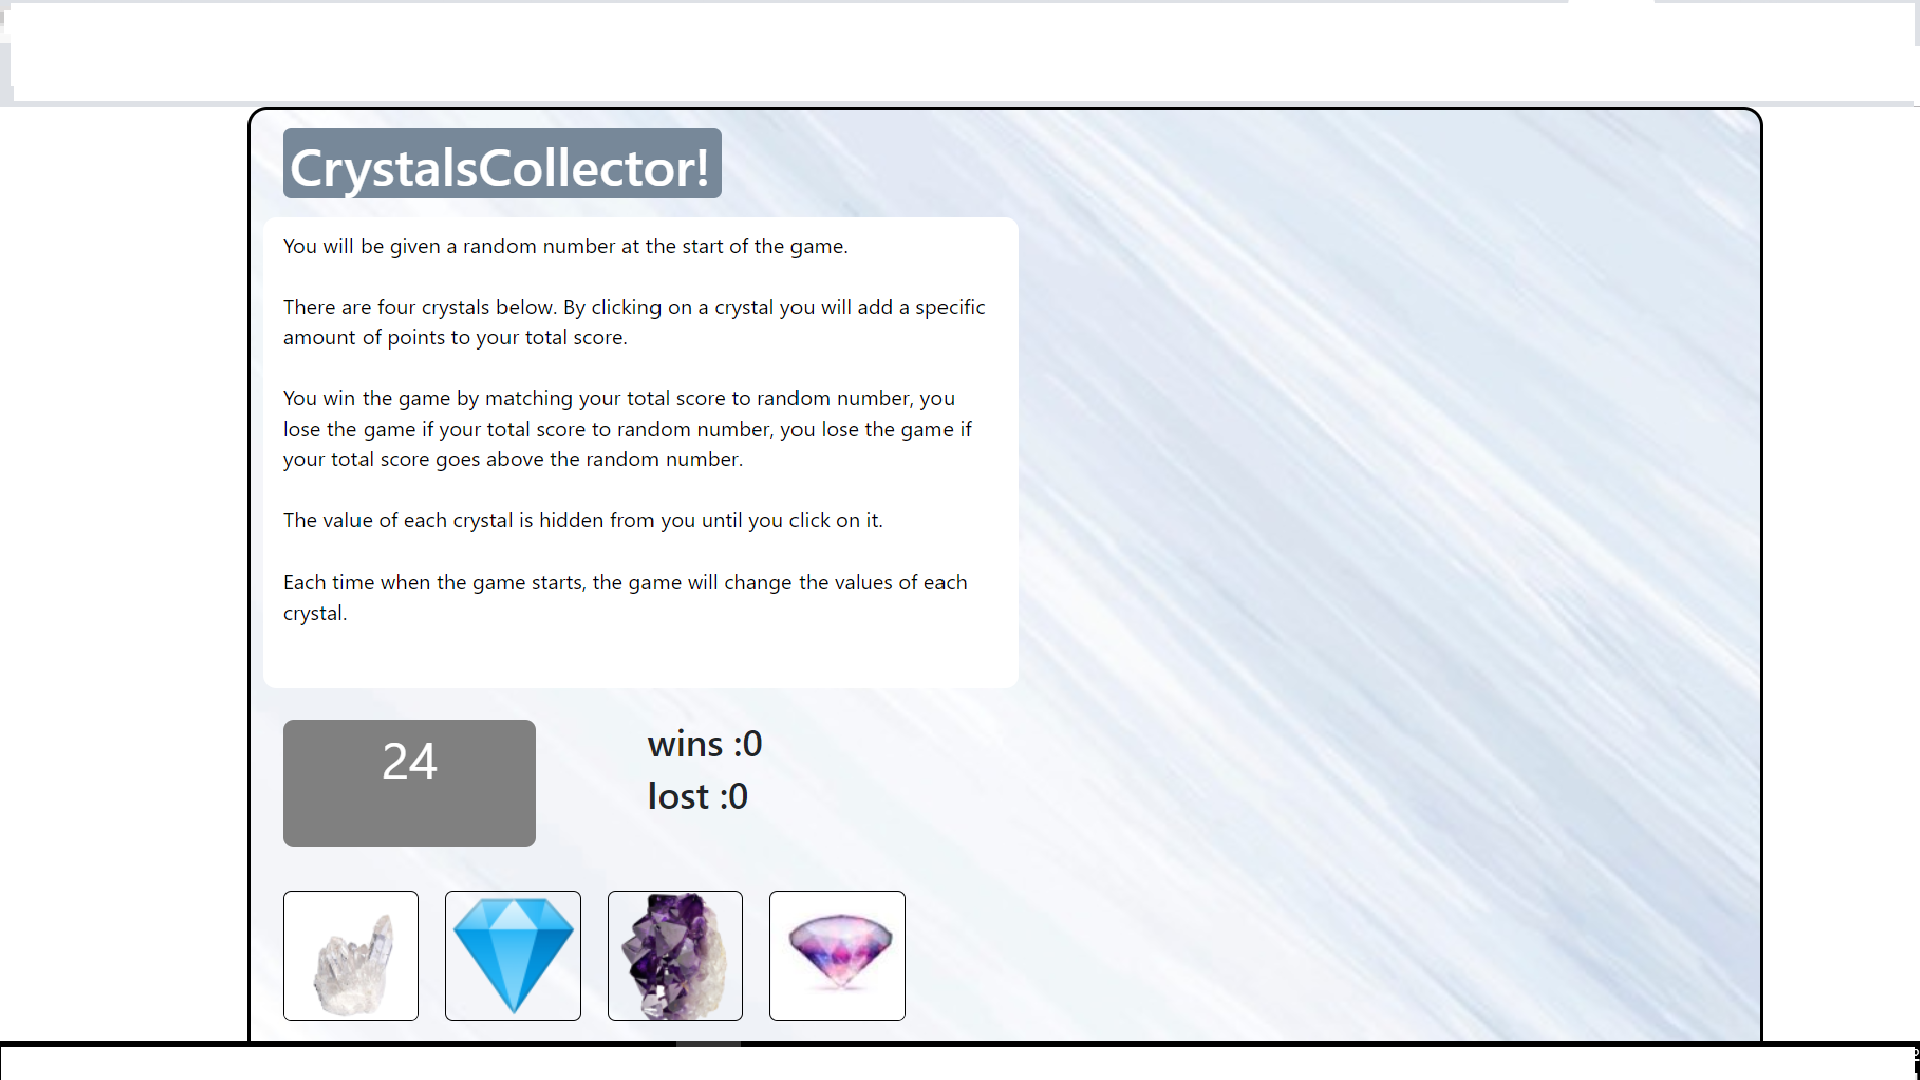 CrystalsCollector!
You will be given a random number at the start of the game.
There are four crystals below. By clicking on a crystal you will add a specific
amount of points to your total score.
You win the game by matching your total score to random number, you
lose the game if your total score to random number, you lose the game if
your total score goes above the random number.
The value of each crystal is hidden from you until you click on it.
Each time when the game starts, the game will change the values of each
crystal.
24
wins :0
lost :0